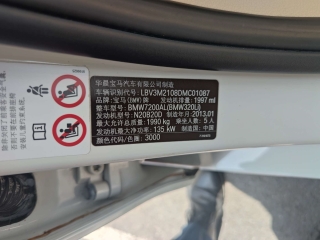 华晨宝马汽车有限公司制造
车辆识别代号: LBV3M2108DMC01087
品牌: 宝马(BMW)牌 发动机排量: 1997 ml
整车型号: BMW7200AL(BMW320Li)
发动机型号: N20B20D 制造年月: 2013.01
最大允许总质量: 1990 kg 乘坐人数: 5 人
最大净功率: 135 kW 制造国: 中国
颜色代码/色漆: 3000